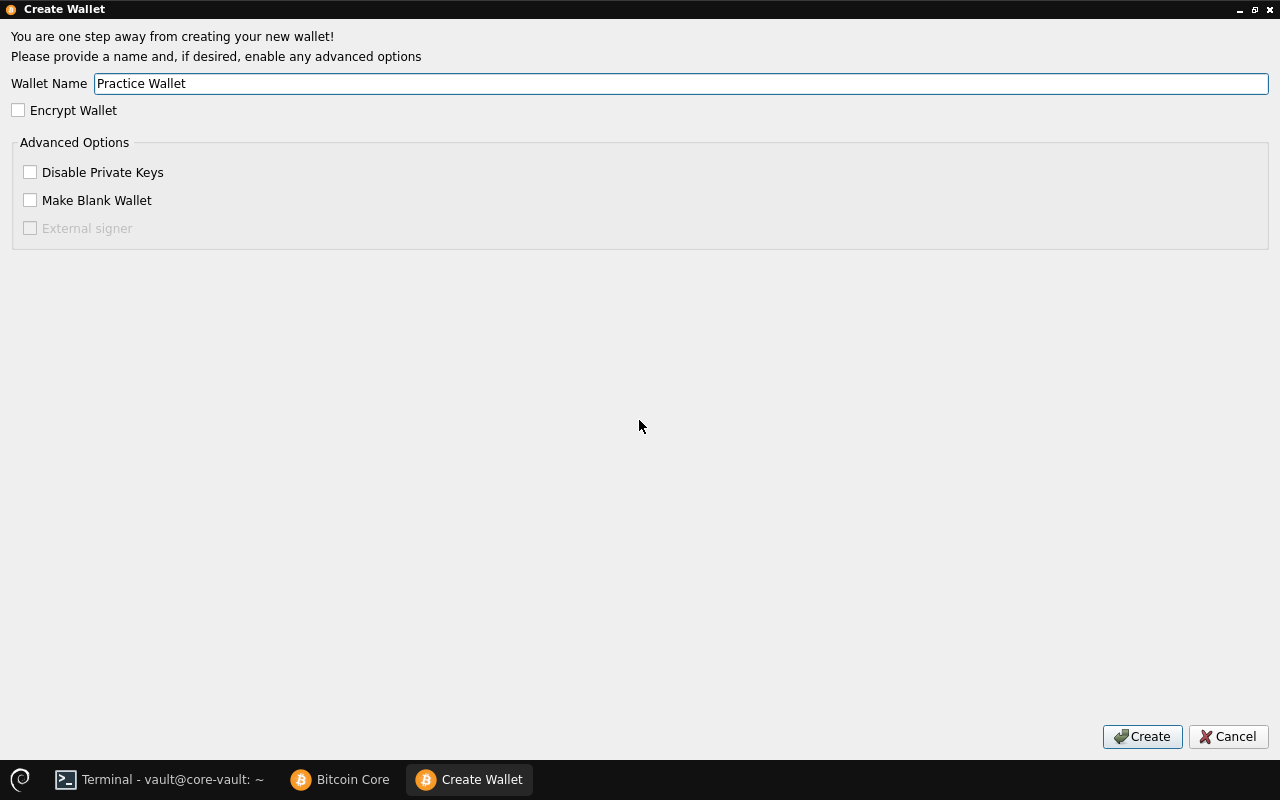 Create Wallet
You are one step away from creating your new wallet!
Please provide a name and, if desired, enable any advanced options
Wallet Name Practice Wallet
Encrypt Wallet
Advanced Options
Disable Private Keys
Make Blank Wallet
External signer
Create Cancel
Terminal - vault@core-vault: ~ Bitcoin Core Create Wallet